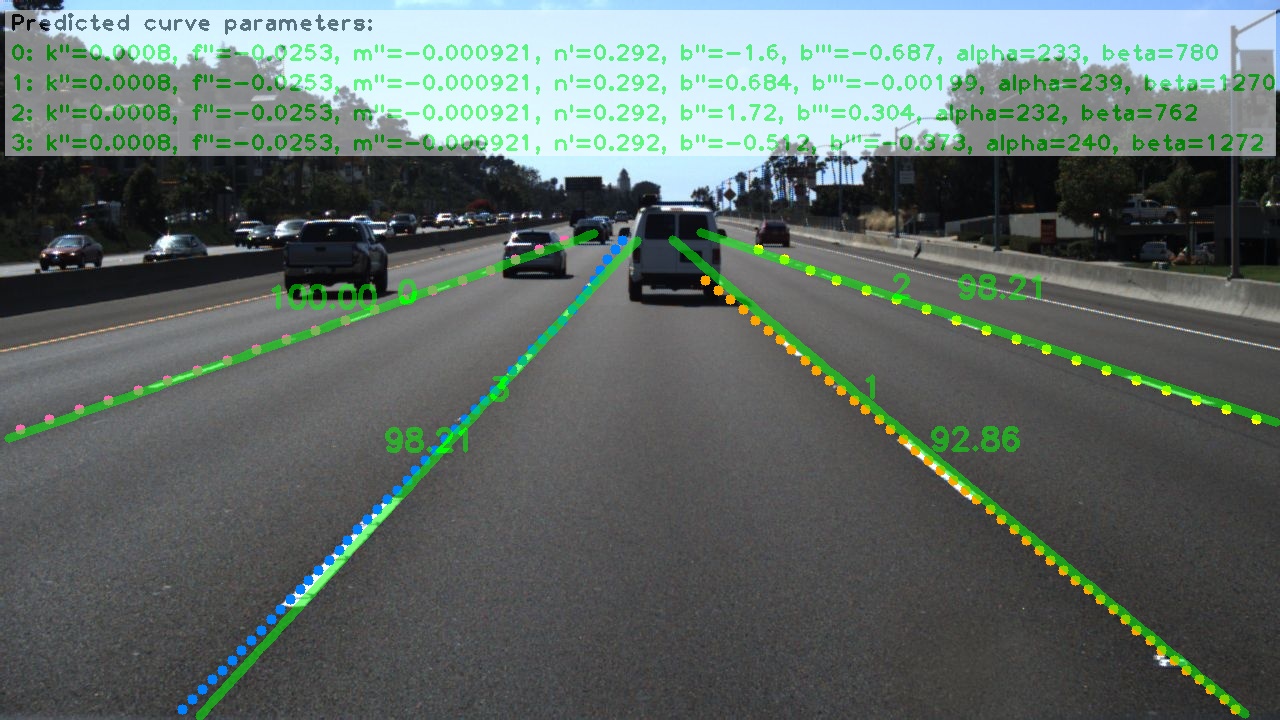 Predicted curve parameters:
0: k''=0.0008, f''=-0.0253, m''=-0.000921, n'=0.292, b''=-1.6, b'''=-0.687, alpha=233, beta=780
1: k''=0.0008, f''=-0.0253, m''=-0.000921, n'=0.292, b''=0.684, b'''=-0.00199, alpha=239, beta=1270
2: k''=0.0008, f''=-0.0253, m''=-0.000921, n'=0.292, b''=1.72, b'''=0.304, alpha=232, beta=762
3: k''=0.0008, f''=-0.0253, m''=-0.000921, n'=0.292, b''=-0.512, b'''=-0.373, alpha=240, beta=1272
100.00 0
2 98.21
3
1
98.21
92.86